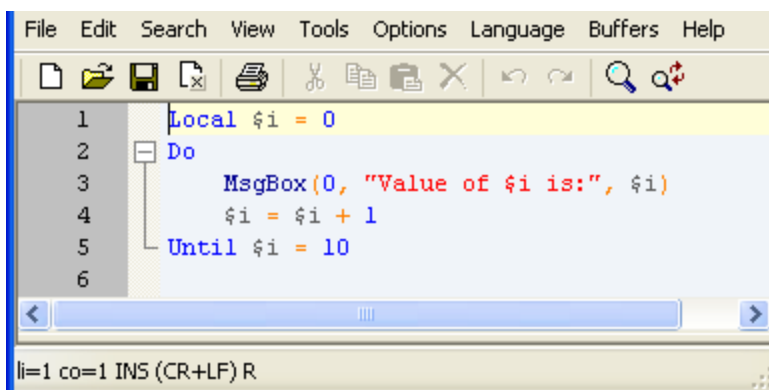 File Edit Search View Tools Options Language Buffers Help
1 Local $i = 0
2 Do
3 MsgBox(0, "Value of $i is:", $i)
4 $i = $i + 1
5 Until $i = 10
6
li=1 co=1 INS (CR+LF) R